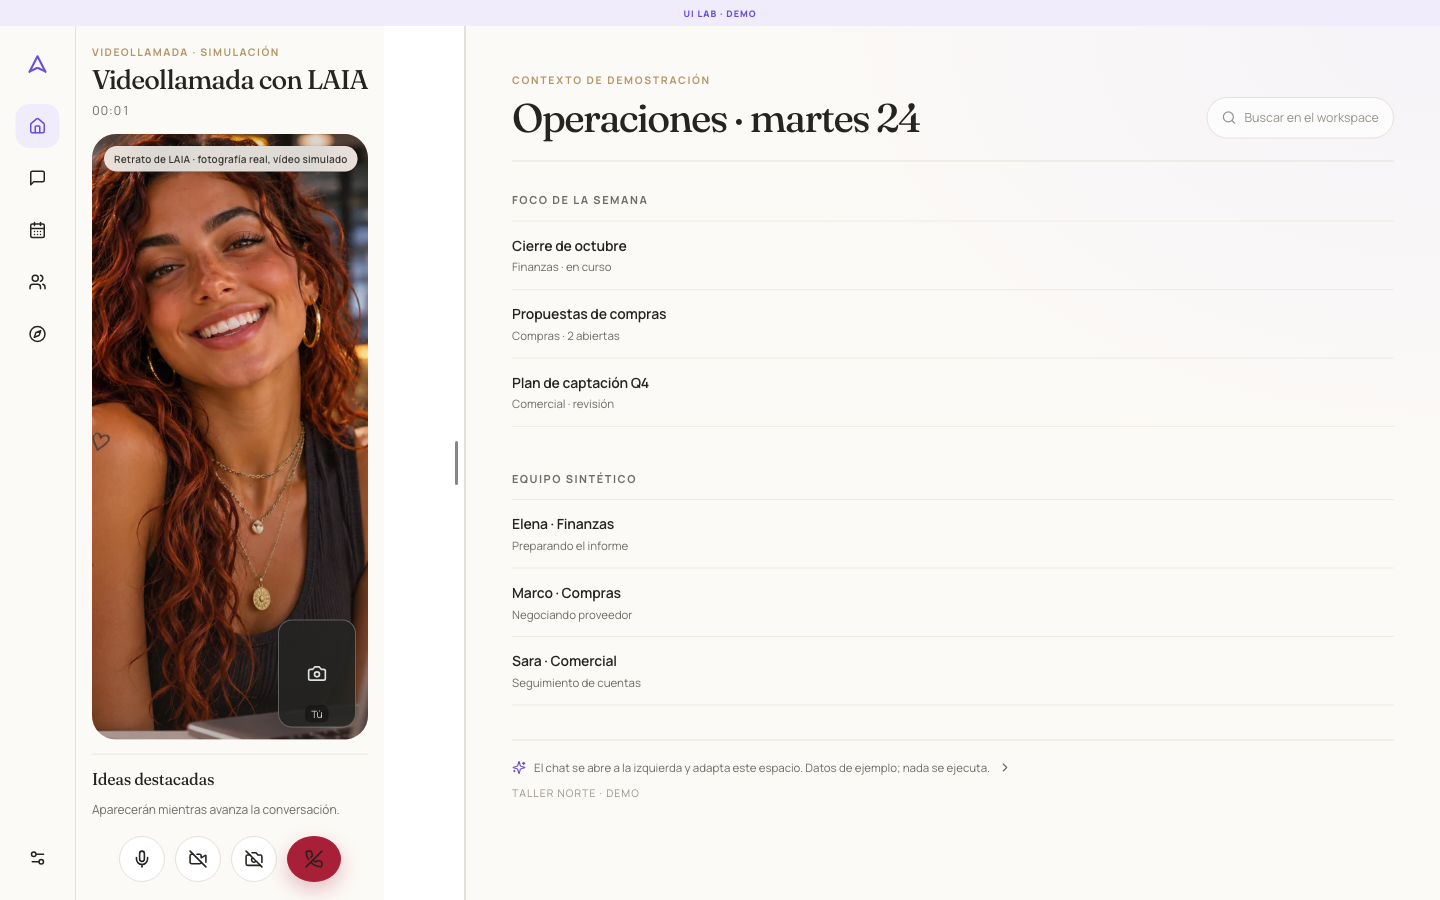 UI LAB · DEMO
VIDEOLLAMADA · SIMULACIÓN
Videollamada con LAIA
00:01
Retrato de LAIA · fotografía real, vídeo simulado
Tú
Ideas destacadas
Aparecerán mientras avanza la conversación.
CONTEXTO DE DEMOSTRACIÓN
Operaciones · martes 24
Buscar en el workspace
FOCO DE LA SEMANA
Cierre de octubre
Finanzas · en curso
Propuestas de compras
Compras · 2 abiertas
Plan de captación Q4
Comercial · revisión
EQUIPO SINTÉTICO
Elena · Finanzas
Preparando el informe
Marco · Compras
Negociando proveedor
Sara · Comercial
Seguimiento de cuentas
El chat se abre a la izquierda y adapta este espacio. Datos de ejemplo; nada se ejecuta.
TALLER NORTE · DEMO